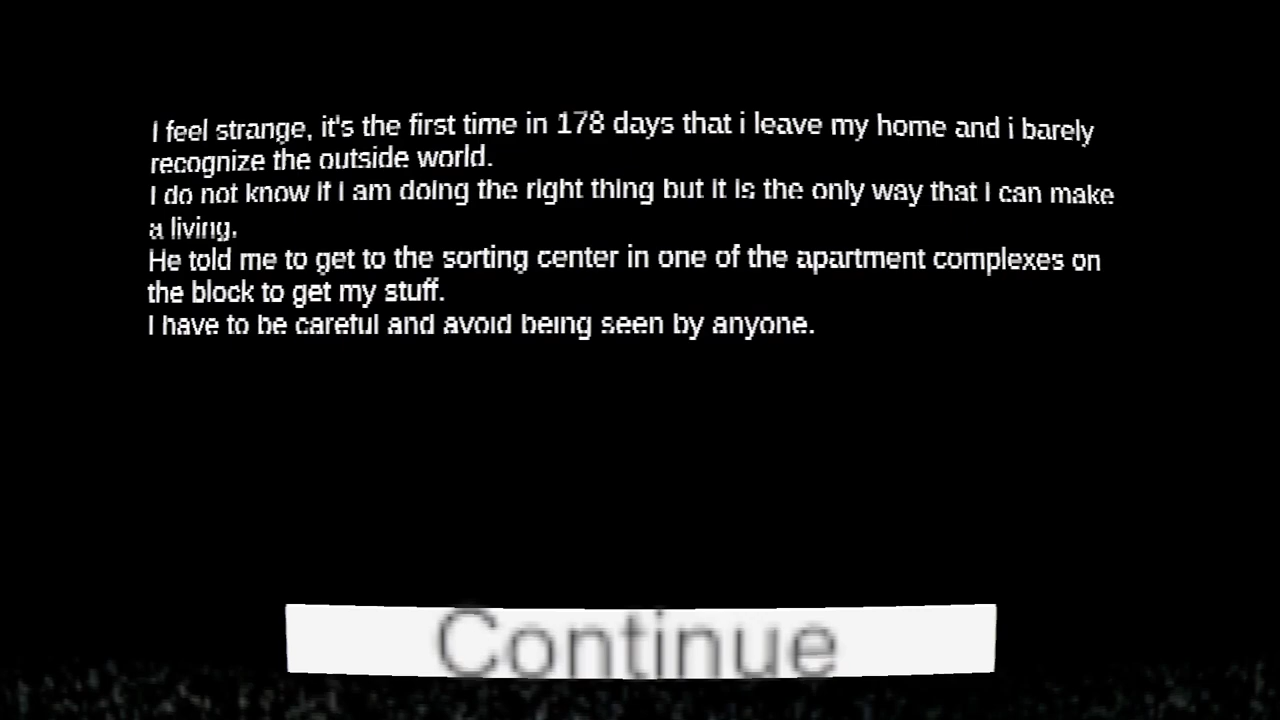 I feel strange, it's the first time in 178 days that i leave my home and i barely
recognize the outside world.
I do not know if I am doing the right thing but it is the only way that I can make
a living.
He told me to get to the sorting center in one of the apartment complexes on
the block to get my stuff.
I have to be careful and avoid being seen by anyone.
Continue